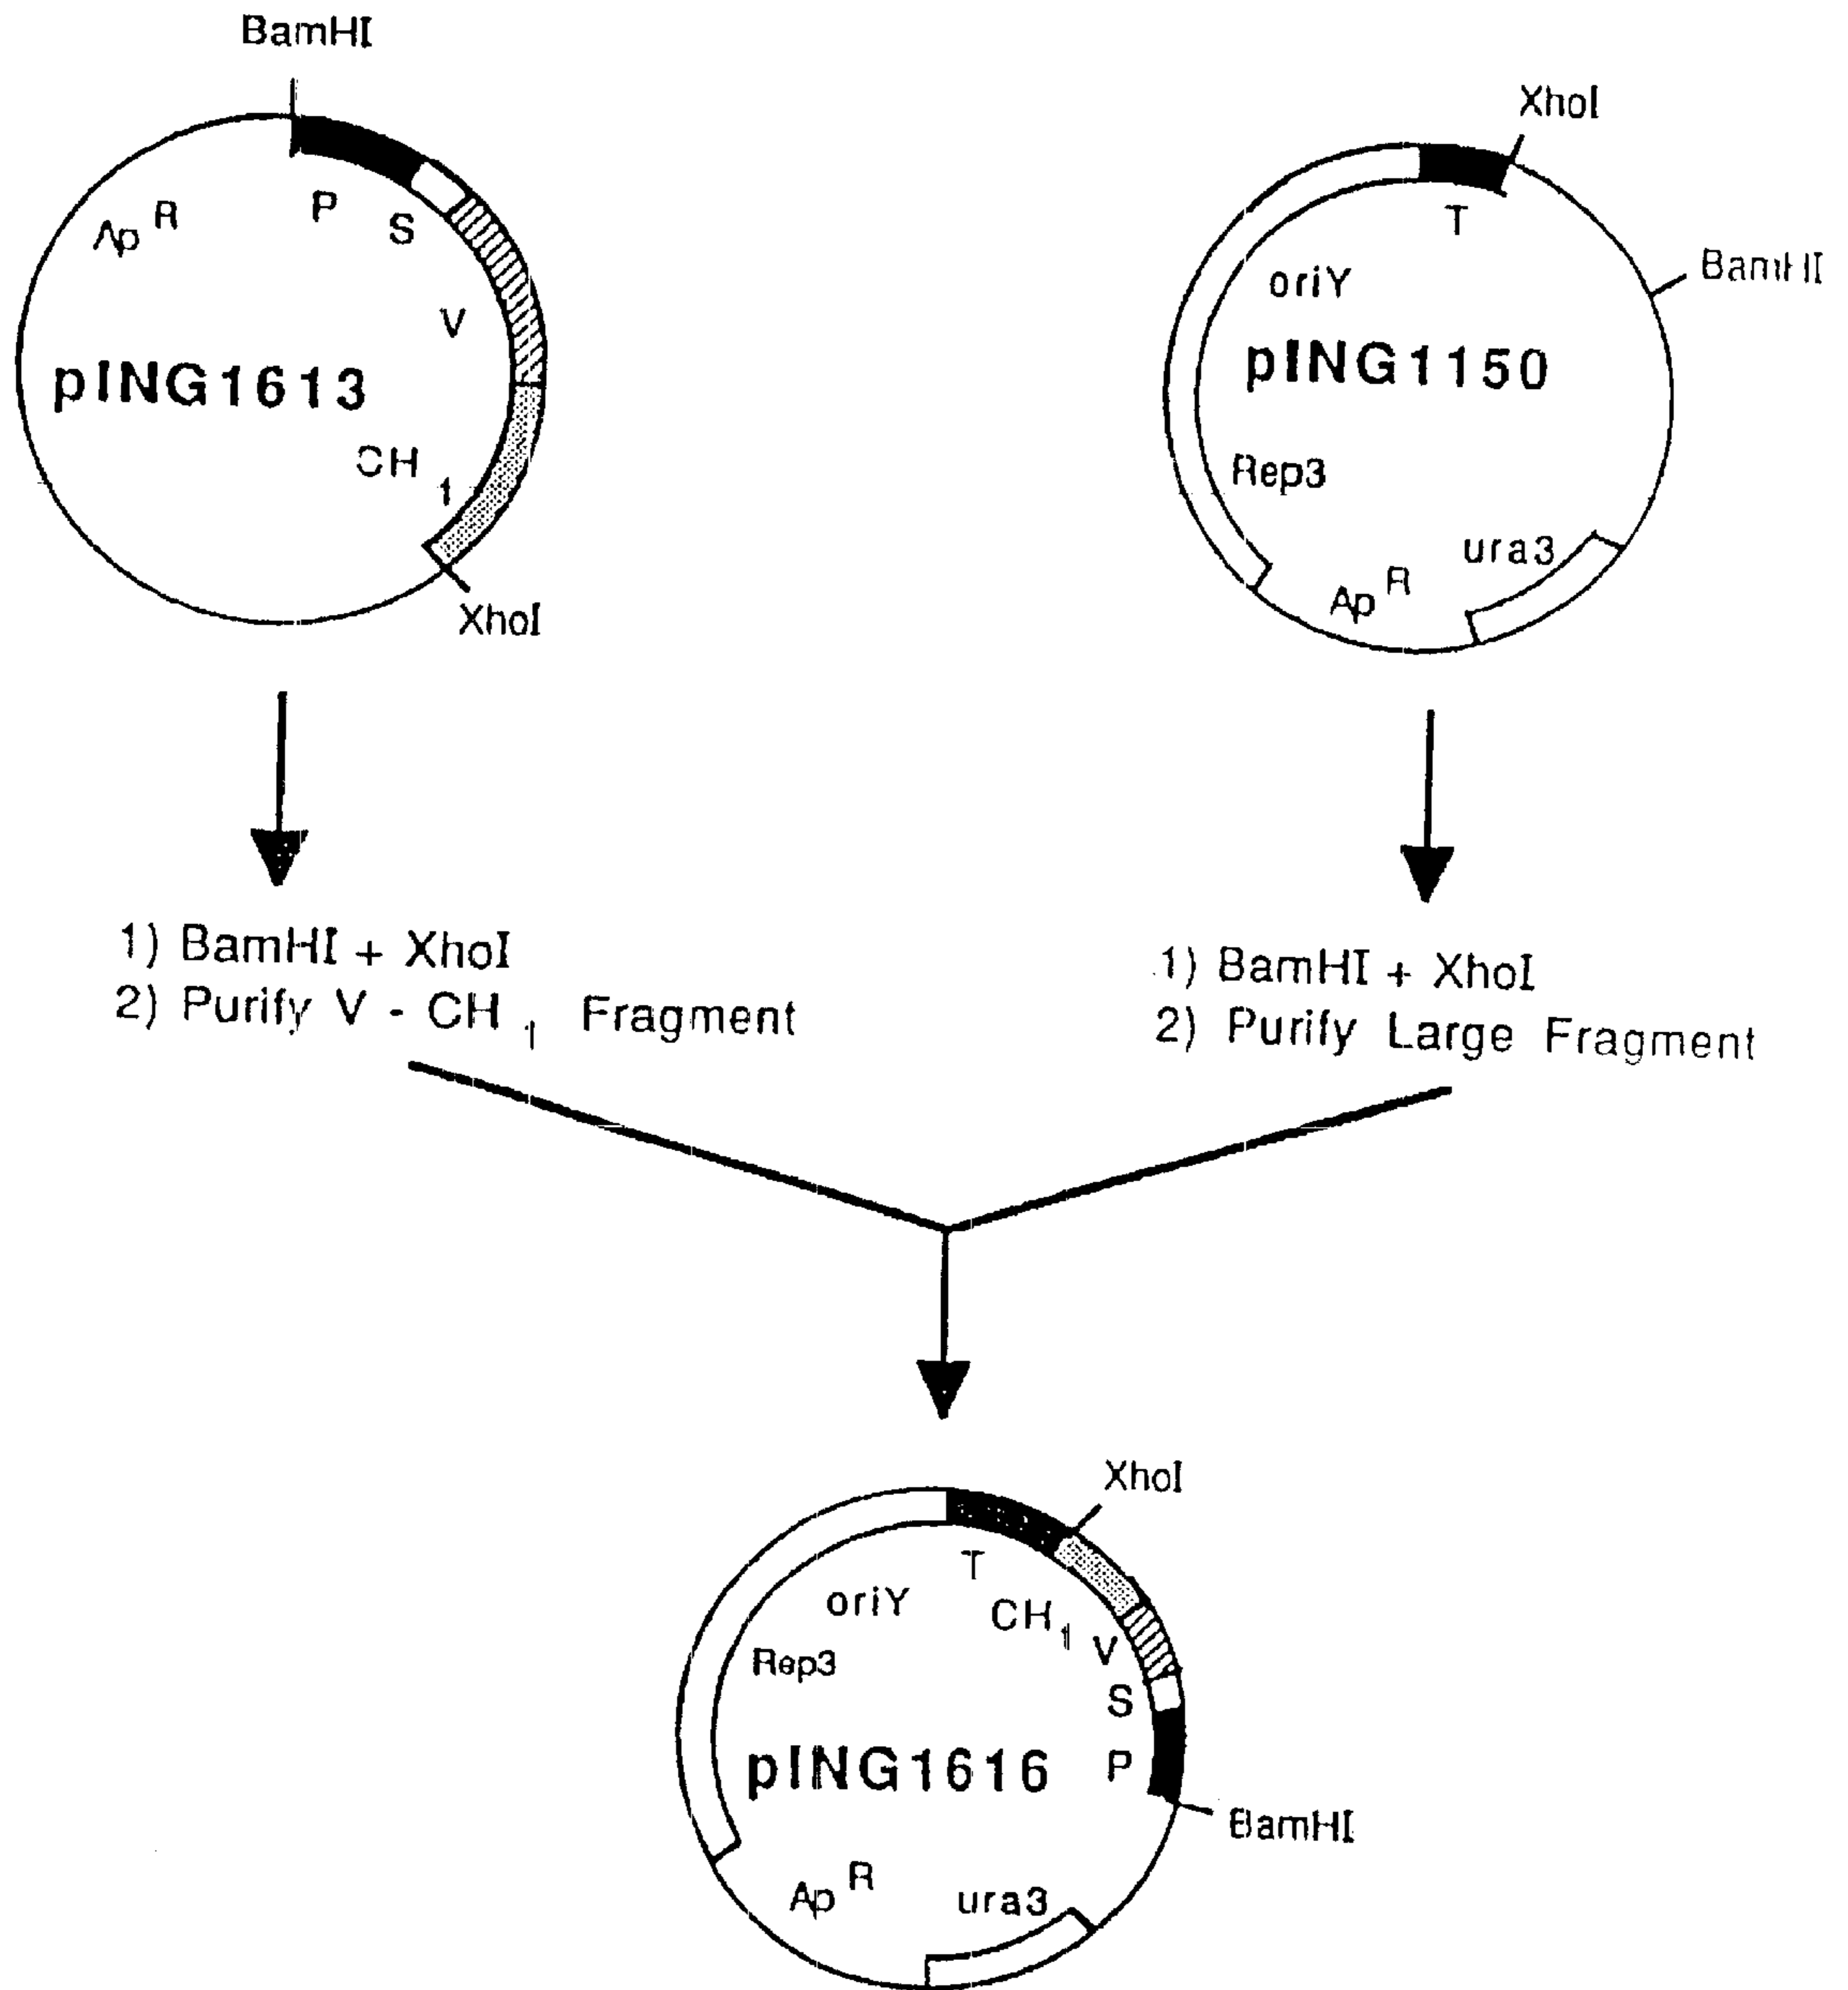 BamHI
Ap R
P
S
V
pING1613
CH 1
XhoI
XhoI
T
BamHI
oriY
pING1150
Rep3
ura3
Ap R
1) BamHI + XhoI
2) Purify V - CH 1 Fragment
1) BamHI + XhoI
2) Purify Large Fragment
XhoI
T
oriY
CH 1
V
Rep3
S
pING1616
P
BamHI
Ap R
ura3